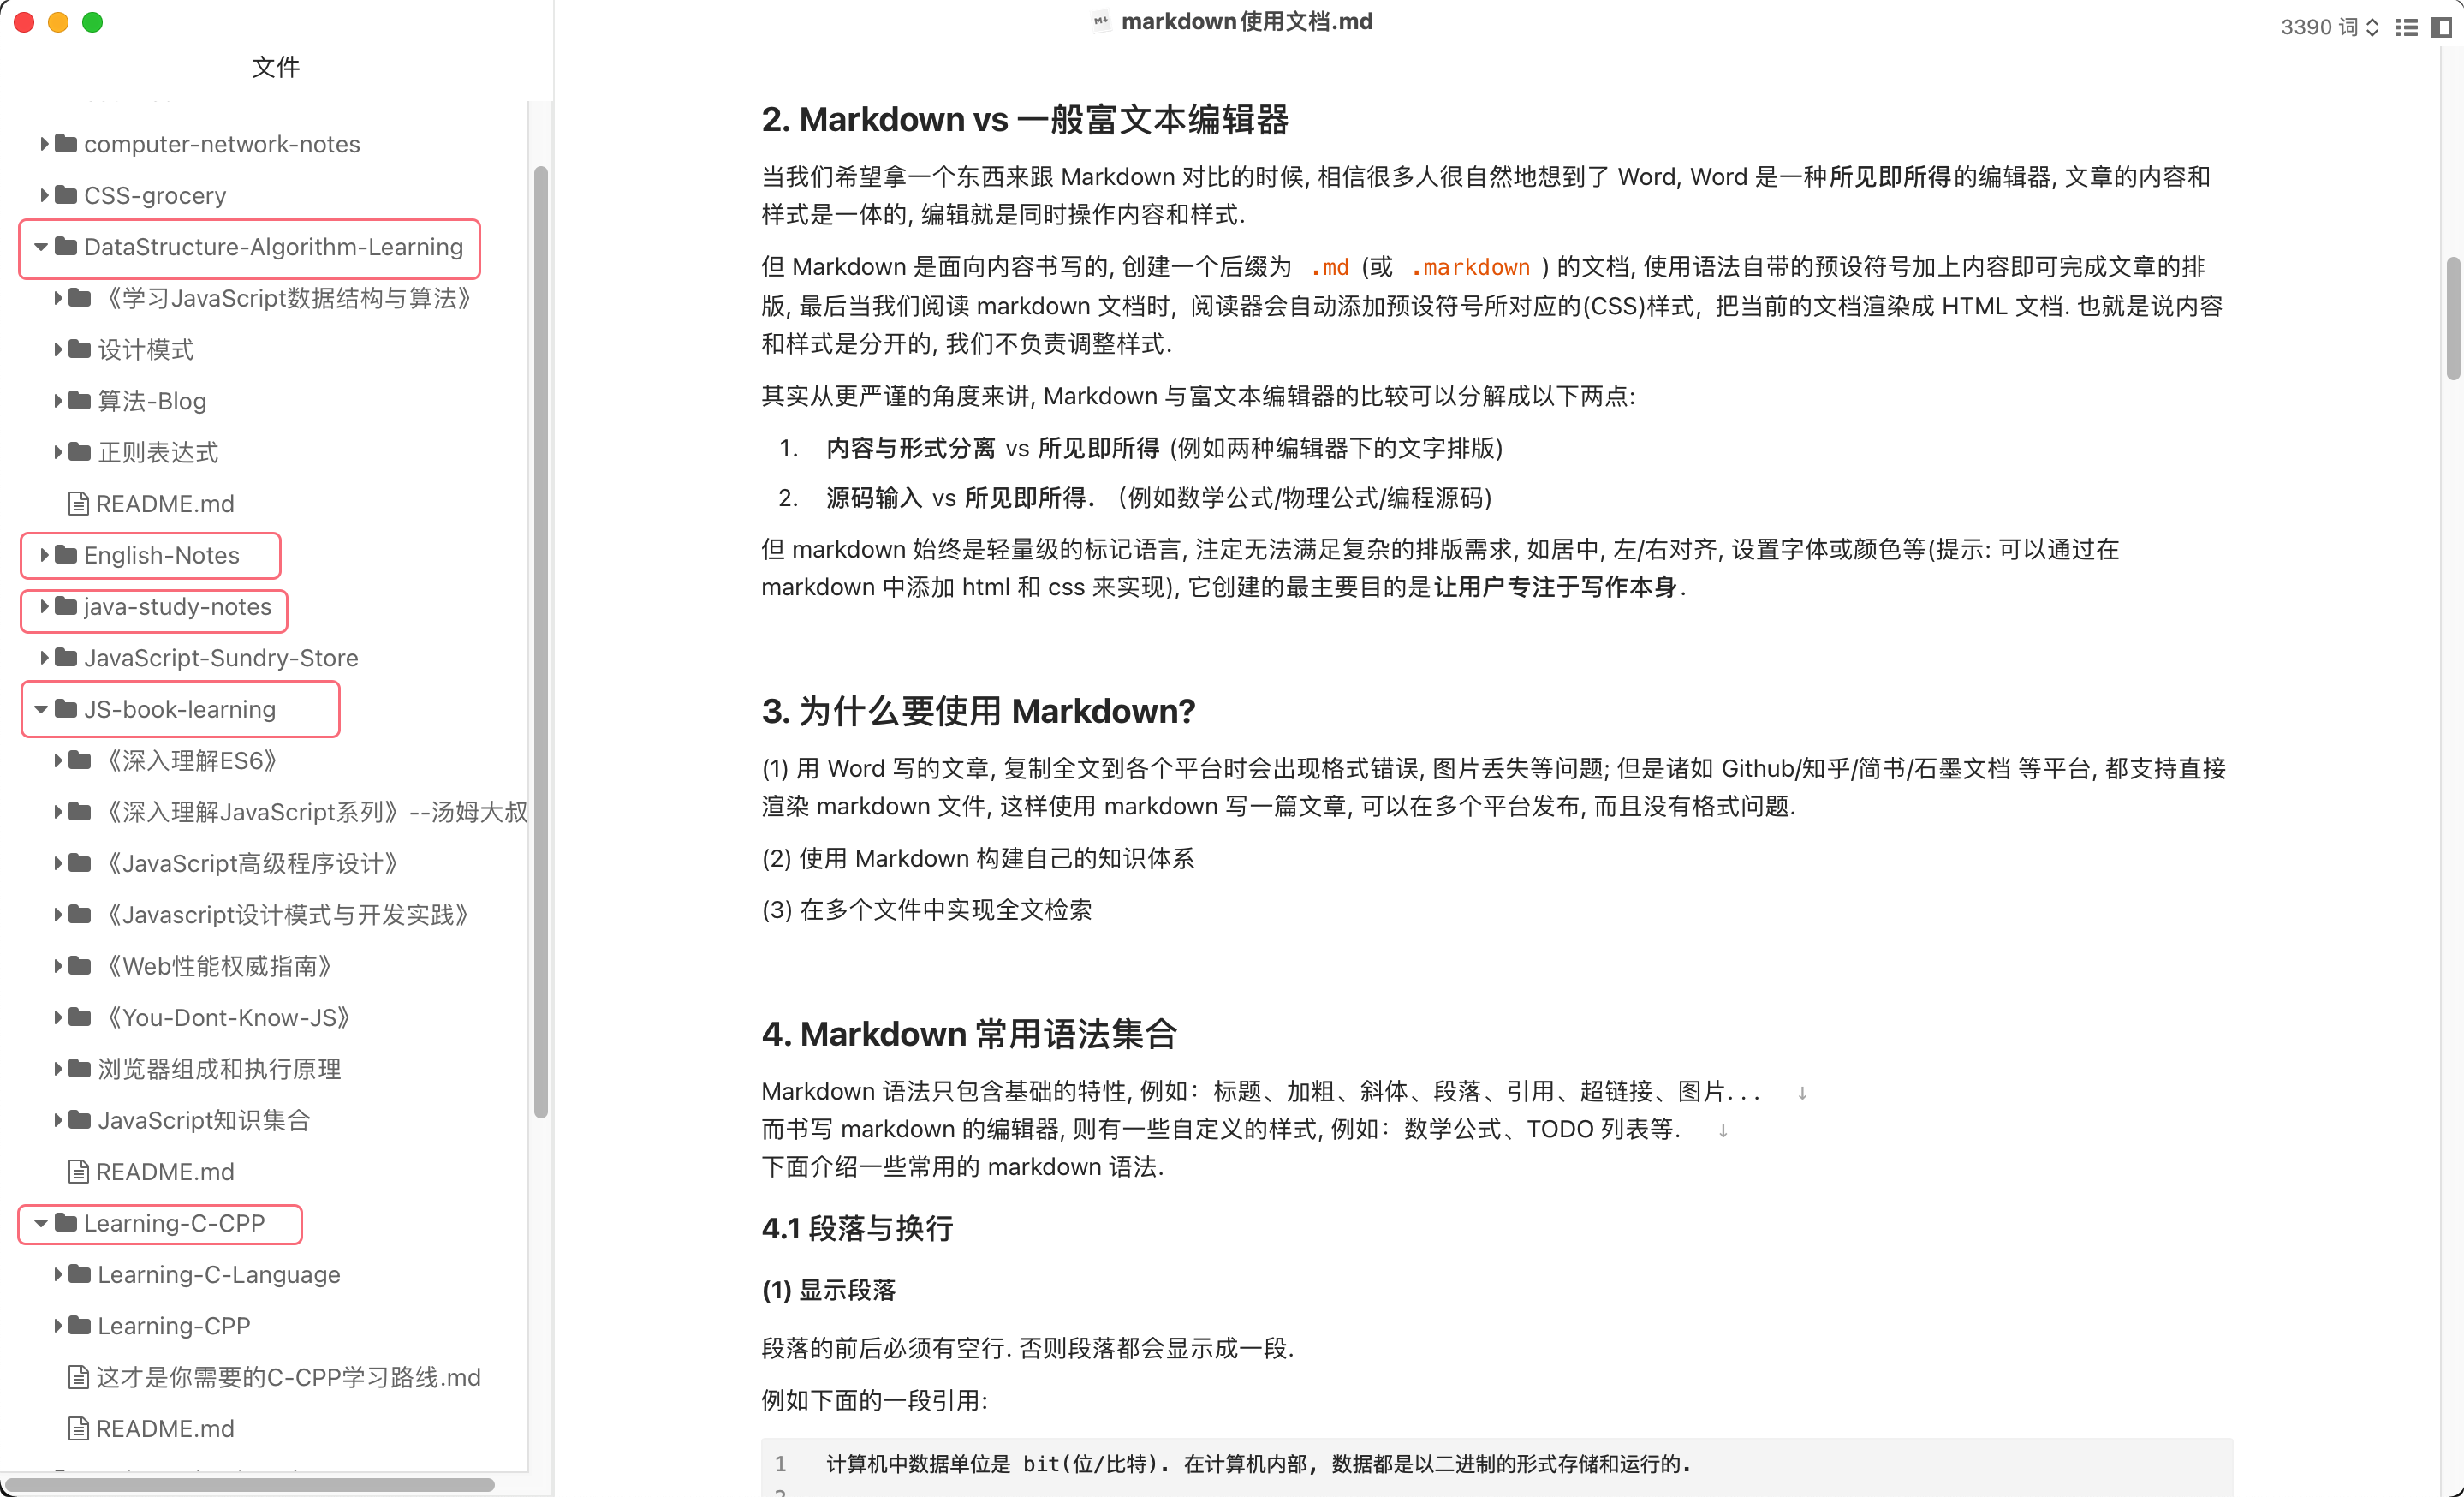 markdown使用文档.md
3390 词
文件
computer-network-notes
CSS-grocery
DataStructure-Algorithm-Learning
《学习JavaScript数据结构与算法》
设计模式
算法-Blog
正则表达式
README.md
English-Notes
java-study-notes
JavaScript-Sundry-Store
JS-book-learning
《深入理解ES6》
《深入理解JavaScript系列》--汤姆大叔
《JavaScript高级程序设计》
《Javascript设计模式与开发实践》
《Web性能权威指南》
《You-Dont-Know-JS》
浏览器组成和执行原理
JavaScript知识集合
README.md
Learning-C-CPP
Learning-C-Language
Learning-CPP
这才是你需要的C-CPP学习路线.md
README.md
2. Markdown vs 一般富文本编辑器
当我们希望拿一个东西来跟 Markdown 对比的时候, 相信很多人很自然地想到了 Word, Word 是一种所见即所得的编辑器, 文章的内容和
样式是一体的, 编辑就是同时操作内容和样式.
但 Markdown 是面向内容书写的, 创建一个后缀为 .md (或 .markdown ) 的文档, 使用语法自带的预设符号加上内容即可完成文章的排
版, 最后当我们阅读 markdown 文档时, 阅读器会自动添加预设符号所对应的(CSS)样式, 把当前的文档渲染成 HTML 文档. 也就是说内容
和样式是分开的, 我们不负责调整样式.
其实从更严谨的角度来讲, Markdown 与富文本编辑器的比较可以分解成以下两点:
1. 内容与形式分离 vs 所见即所得 (例如两种编辑器下的文字排版)
2. 源码输入 vs 所见即所得. (例如数学公式/物理公式/编程源码)
但 markdown 始终是轻量级的标记语言, 注定无法满足复杂的排版需求, 如居中, 左/右对齐, 设置字体或颜色等(提示: 可以通过在
markdown 中添加 html 和 css 来实现), 它创建的最主要目的是让用户专注于写作本身.
3. 为什么要使用 Markdown?
(1) 用 Word 写的文章, 复制全文到各个平台时会出现格式错误, 图片丢失等问题; 但是诸如 Github/知乎/简书/石墨文档 等平台, 都支持直接
渲染 markdown 文件, 这样使用 markdown 写一篇文章, 可以在多个平台发布, 而且没有格式问题.
(2) 使用 Markdown 构建自己的知识体系
(3) 在多个文件中实现全文检索
4. Markdown 常用语法集合
Markdown 语法只包含基础的特性, 例如：标题、加粗、斜体、段落、引用、超链接、图片... ↓
而书写 markdown 的编辑器, 则有一些自定义的样式, 例如：数学公式、TODO 列表等. ↓
下面介绍一些常用的 markdown 语法.
4.1 段落与换行
(1) 显示段落
段落的前后必须有空行. 否则段落都会显示成一段.
例如下面的一段引用:
1 计算机中数据单位是 bit(位/比特). 在计算机内部, 数据都是以二进制的形式存储和运行的.